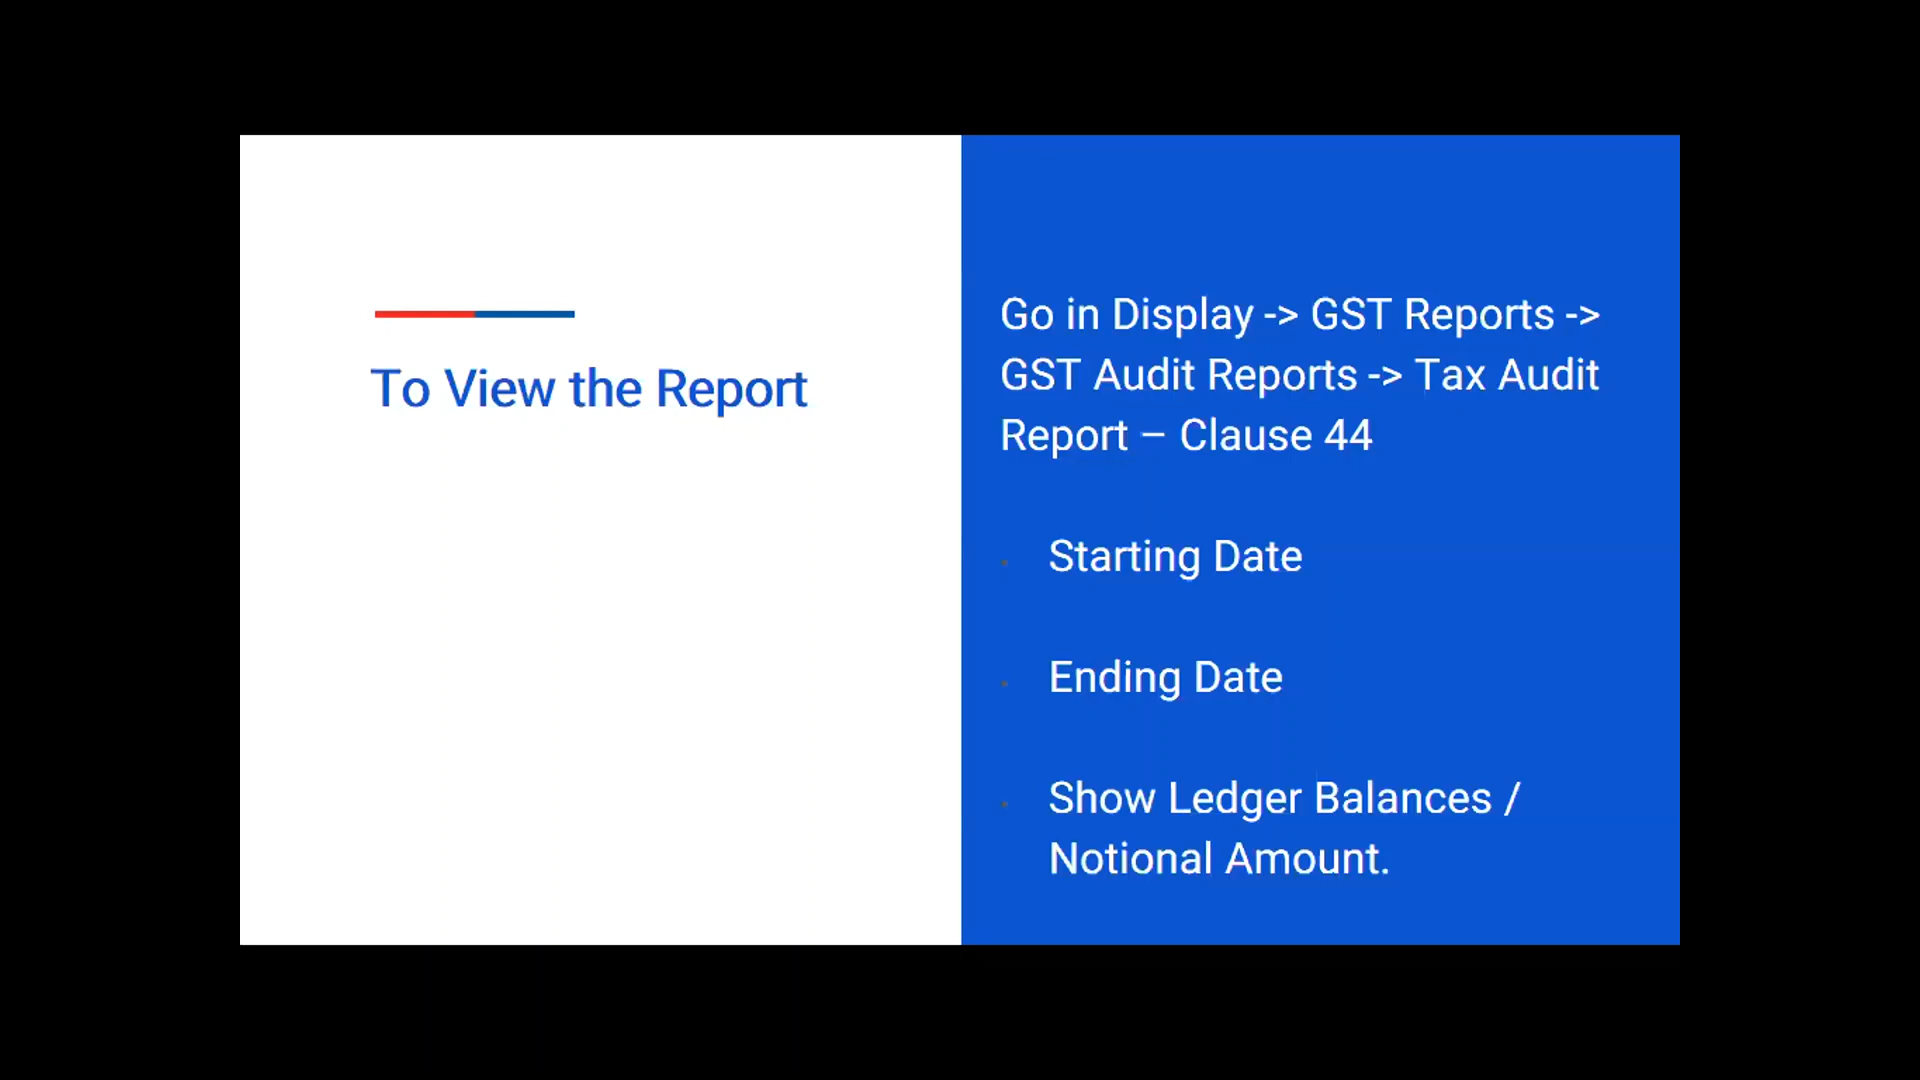 To View the Report
Go in Display -> GST Reports ->
GST Audit Reports -> Tax Audit
Report – Clause 44
Starting Date
Ending Date
Show Ledger Balances /
Notional Amount.